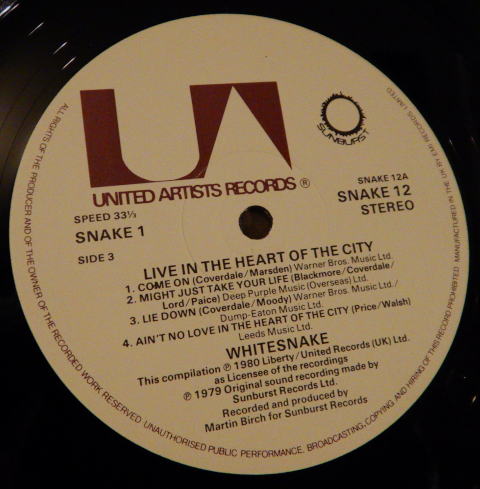 UA
UNITED ARTISTS RECORDS ®
SUNBURST
SPEED 33⅓
SNAKE 1
SIDE 3
SNAKE 12A
SNAKE 12
STEREO
LIVE IN THE HEART OF THE CITY
1. COME ON (Coverdale/Marsden) Warner Bros. Music Ltd.
2. MIGHT JUST TAKE YOUR LIFE (Blackmore/Coverdale/
Lord/Paice) Deep Purple Music (Overseas) Ltd.
3. LIE DOWN (Coverdale/Moody) Warner Bros. Music Ltd./
Dump-Eaton Music Ltd.
4. AIN'T NO LOVE IN THE HEART OF THE CITY (Price/Walsh)
Leeds Music Ltd.
WHITESNAKE
This compilation ℗ 1980 Liberty/United Records (UK) Ltd.
as Licensee of the recordings
℗ 1979 Original sound recording made by
Sunburst Records Ltd.
Recorded and produced by
Martin Birch for Sunburst Records
ALL RIGHTS OF THE PRODUCER AND OF THE OWNER OF THE RECORDED WORK RESERVED. UNAUTHORISED PUBLIC PERFORMANCE, BROADCASTING, COPYING AND HIRING OF THIS RECORD PROHIBITED MANUFACTURED IN THE UK BY EMI RECORDS LIMITED